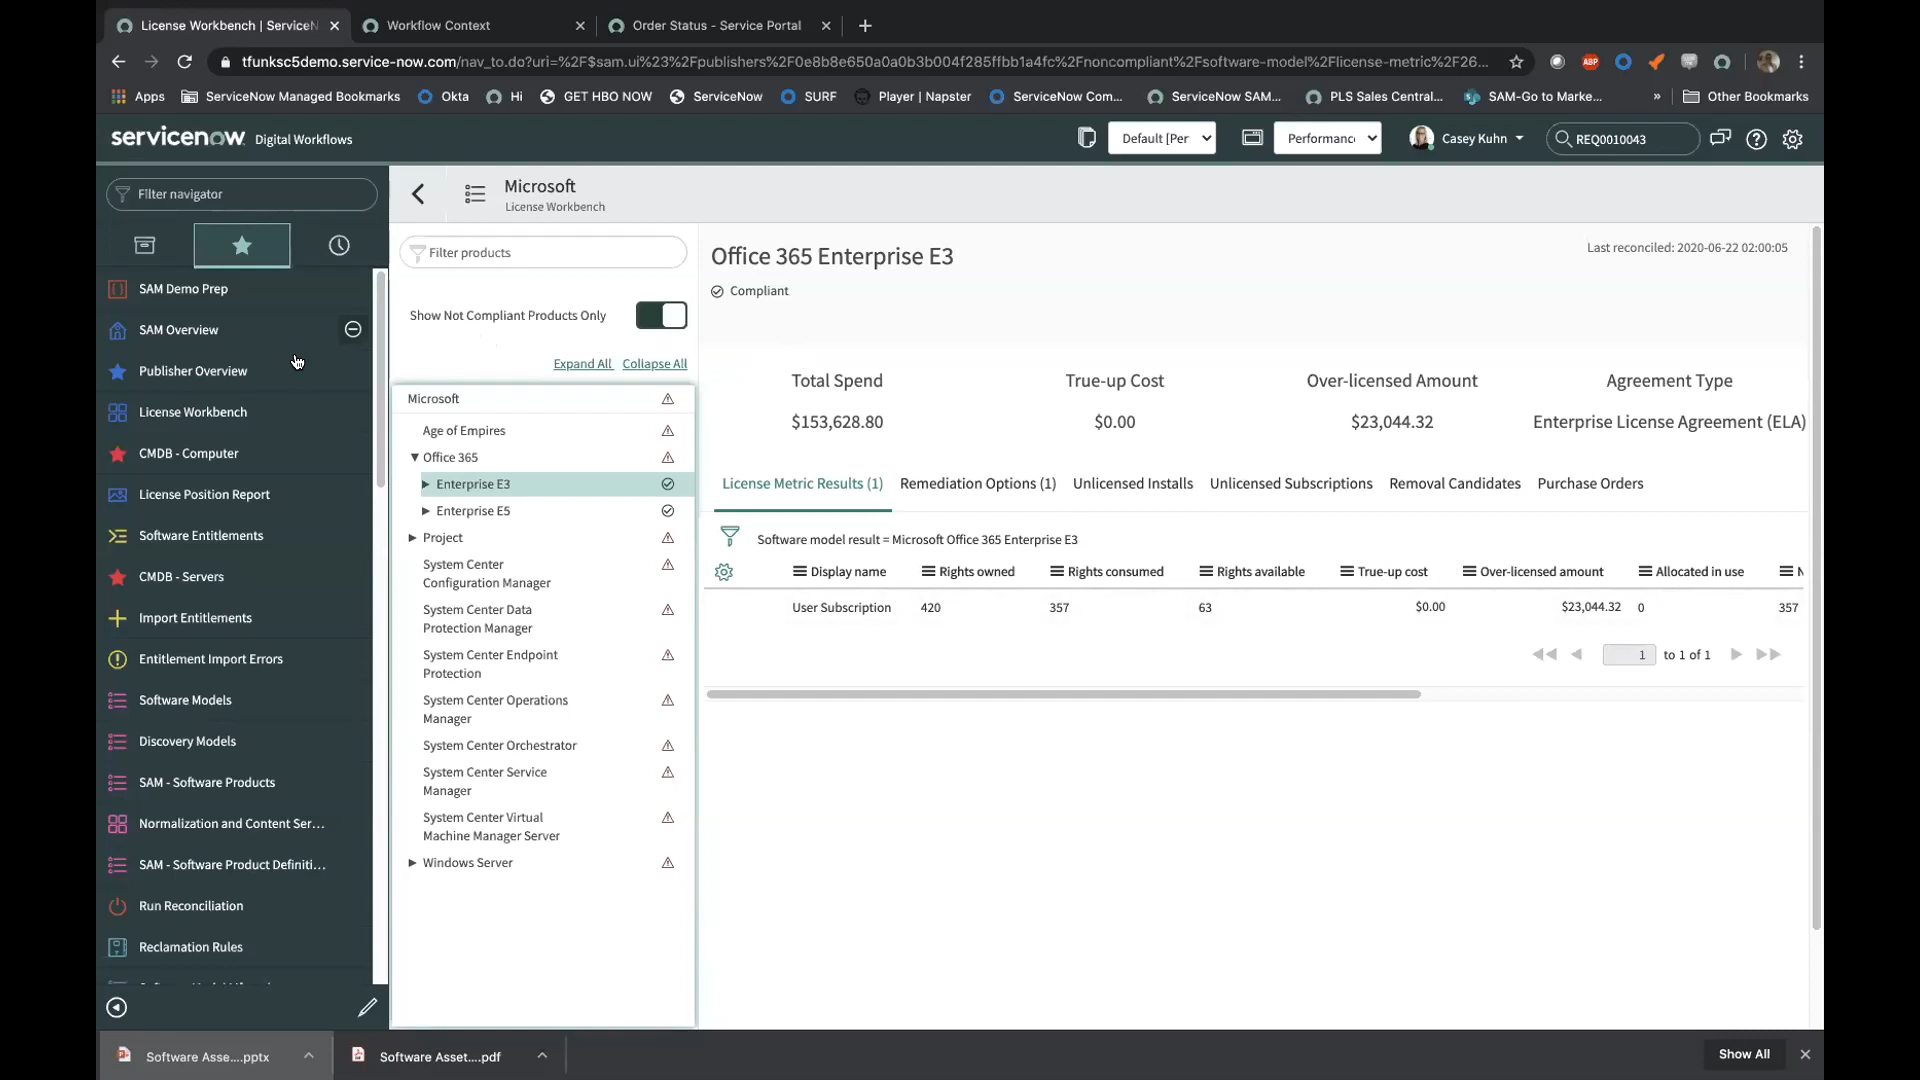 License Workbench | ServiceN
Workflow Context
Order Status - Service Portal
tfunksc5demo.service-now.com/nav_to.do?uri=%2F$sam.ui%23%2Fpublishers%2F0e8b8e650a0a0b3b004f285ffbb1a4fc%2Fnoncompliant%2Fsoftware-model%2Flicense-metric%2F26...
ABP
Apps
ServiceNow Managed Bookmarks
Okta
Hi
GET HBO NOW
ServiceNow
SURF
Player | Napster
ServiceNow Com...
ServiceNow SAM...
PLS Sales Central...
SAM-Go to Marke...
»
Other Bookmarks
servicenow Digital Workflows
Default [Per
Performanc
Casey Kuhn
REQ0010043
Filter navigator
SAM Demo Prep
SAM Overview
Publisher Overview
License Workbench
CMDB - Computer
License Position Report
Software Entitlements
CMDB - Servers
Import Entitlements
Entitlement Import Errors
Software Models
Discovery Models
SAM - Software Products
Normalization and Content Ser...
SAM - Software Product Definiti...
Run Reconciliation
Reclamation Rules
Microsoft
License Workbench
Filter products
Show Not Compliant Products Only
Expand All Collapse All
Microsoft
Age of Empires
Office 365
Enterprise E3
Enterprise E5
Project
System Center
Configuration Manager
System Center Data
Protection Manager
System Center Endpoint
Protection
System Center Operations
Manager
System Center Orchestrator
System Center Service
Manager
System Center Virtual
Machine Manager Server
Windows Server
Office 365 Enterprise E3
Last reconciled: 2020-06-22 02:00:05
Compliant
Total Spend True-up Cost Over-licensed Amount Agreement Type
$153,628.80 $0.00 $23,044.32 Enterprise License Agreement (ELA)
License Metric Results (1) Remediation Options (1) Unlicensed Installs Unlicensed Subscriptions Removal Candidates Purchase Orders
Software model result = Microsoft Office 365 Enterprise E3
Display name Rights owned Rights consumed Rights available True-up cost Over-licensed amount Allocated in use
User Subscription 420 357 63 $0.00 $23,044.32 0 357
1 to 1 of 1
Software Asse....pptx
Software Asset....pdf
Show All